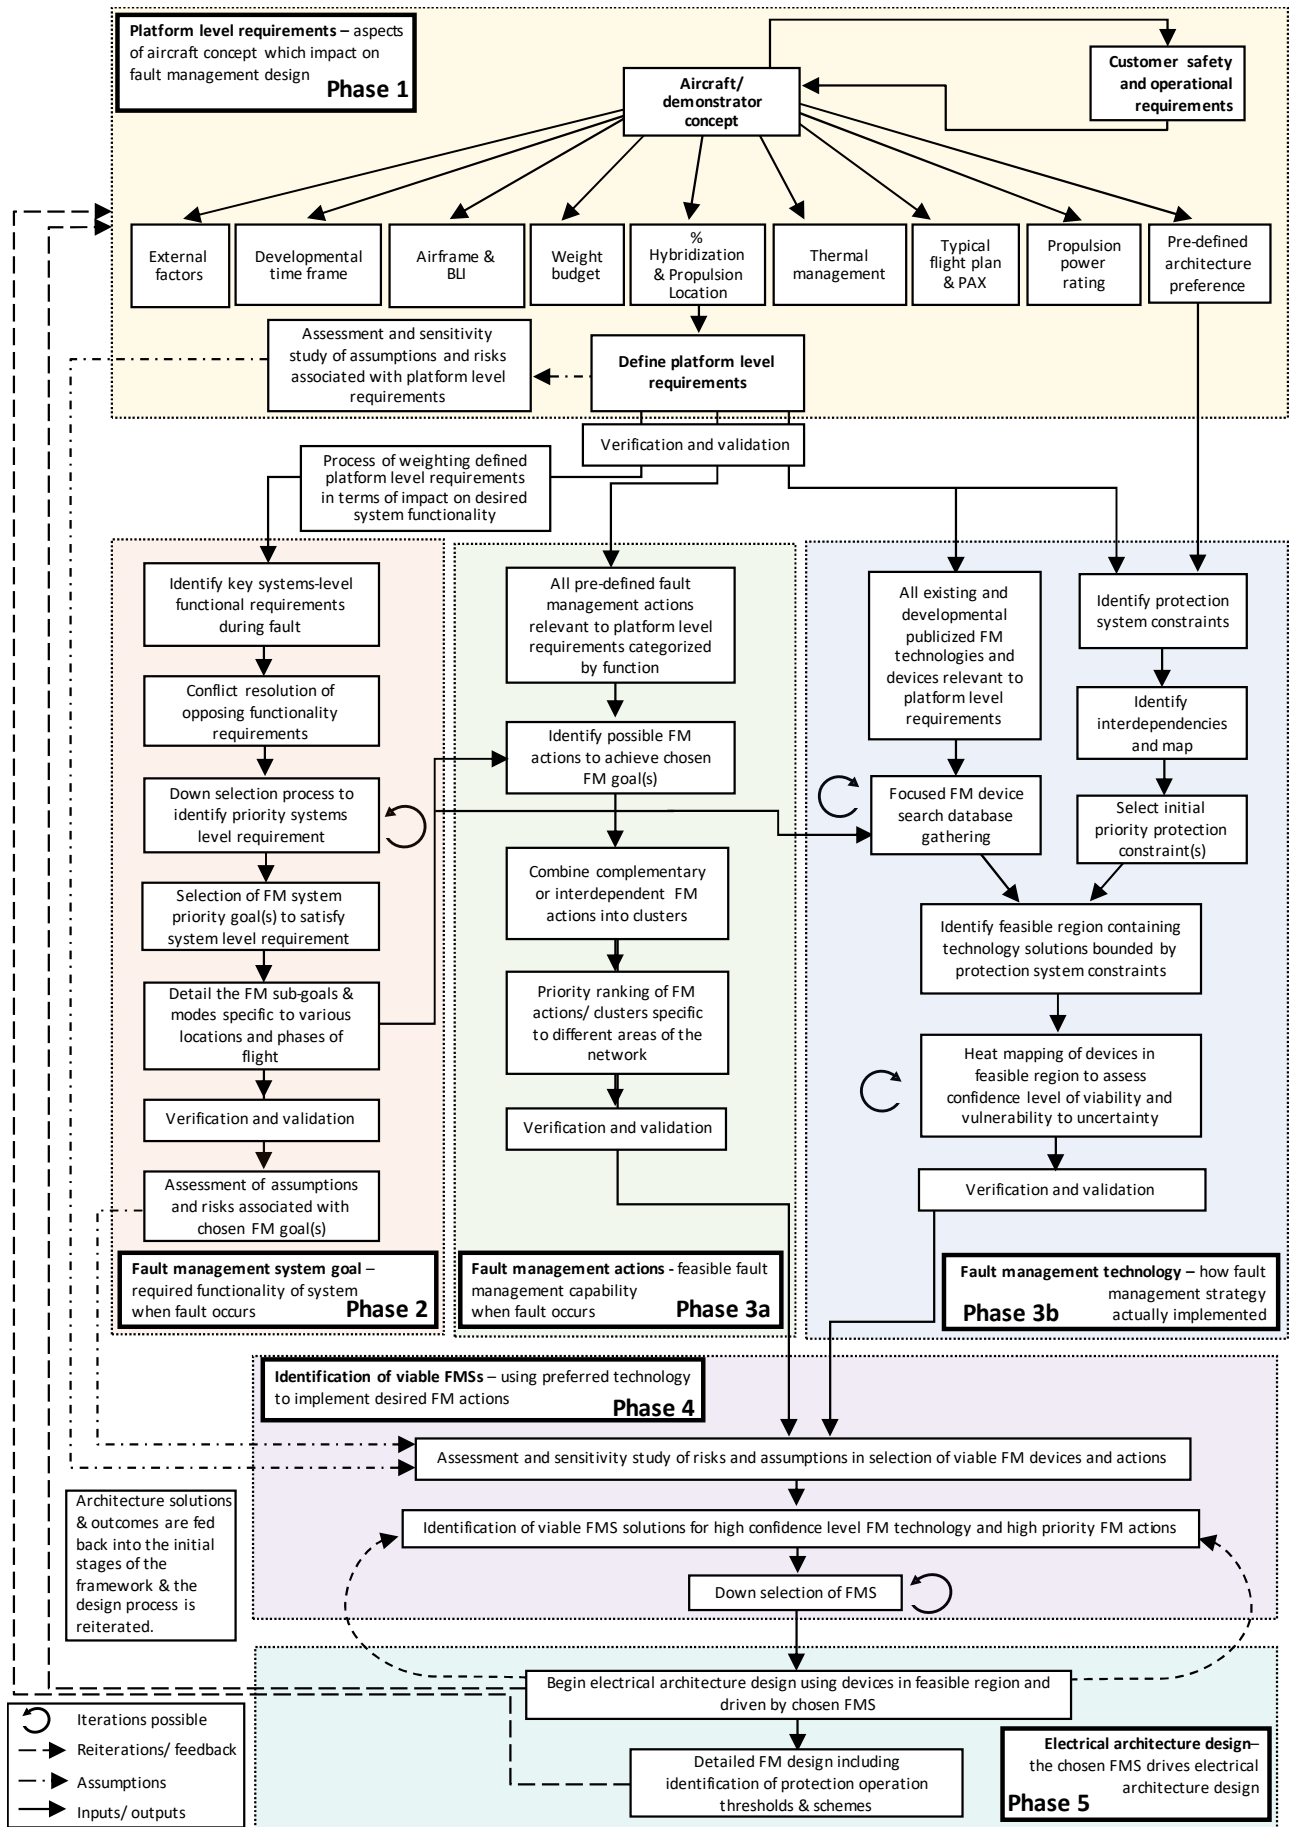 Platform level requirements – aspects
of aircraft concept which impact on
fault management design
Phase 1
Customer safety
and operational
requirements
Aircraft/
demonstrator
concept
External
factors
Developmental
time frame
Airframe &
BLI
Weight
budget
%
Hybridization
& Propulsion
Location
Thermal
management
Typical
flight plan
& PAX
Propulsion
power
rating
Pre-defined
architecture
preference
Assessment and sensitivity
study of assumptions and risks
associated with platform level
requirements
Define platform level
requirements
Verification and validation
Process of weighting defined
platform level requirements
in terms of impact on desired
system functionality
Identify key systems-level
functional requirements
during fault
Conflict resolution of
opposing functionality
requirements
Down selection process to
identify priority systems
level requirement
Selection of FM system
priority goal(s) to satisfy
system level requirement
Detail the FM sub-goals &
modes specific to various
locations and phases of
flight
Verification and validation
Assessment of assumptions
and risks associated with
chosen FM goal(s)
Fault management system goal –
required functionality of system
when fault occurs
Phase 2
All pre-defined fault
management actions
relevant to platform level
requirements categorized
by function
Identify possible FM
actions to achieve chosen
FM goal(s)
Combine complementary
or interdependent FM
actions into clusters
Priority ranking of FM
actions/ clusters specific
to different areas of the
network
Verification and validation
Fault management actions - feasible fault
management capability
when fault occurs
Phase 3a
All existing and
developmental
publicized FM
technologies and
devices relevant to
platform level
requirements
Identify protection
system constraints
Identify
interdependencies
and map
Focused FM device
search database
gathering
Select initial
priority protection
constraint(s)
Identify feasible region containing
technology solutions bounded by
protection system constraints
Heat mapping of devices in
feasible region to assess
confidence level of viability and
vulnerability to uncertainty
Verification and validation
Fault management technology – how fault
management strategy
actually implemented
Phase 3b
Identification of viable FMSs – using preferred technology
to implement desired FM actions
Phase 4
Assessment and sensitivity study of risks and assumptions in selection of viable FM devices and actions
Identification of viable FMS solutions for high confidence level FM technology and high priority FM actions
Down selection of FMS
Architecture solutions
& outcomes are fed
back into the initial
stages of the
framework & the
design process is
reiterated.
Begin electrical architecture design using devices in feasible region and
driven by chosen FMS
Detailed FM design including
identification of protection operation
thresholds & schemes
Electrical architecture design–
the chosen FMS drives electrical
architecture design
Phase 5
Iterations possible
Reiterations/ feedback
Assumptions
Inputs/ outputs